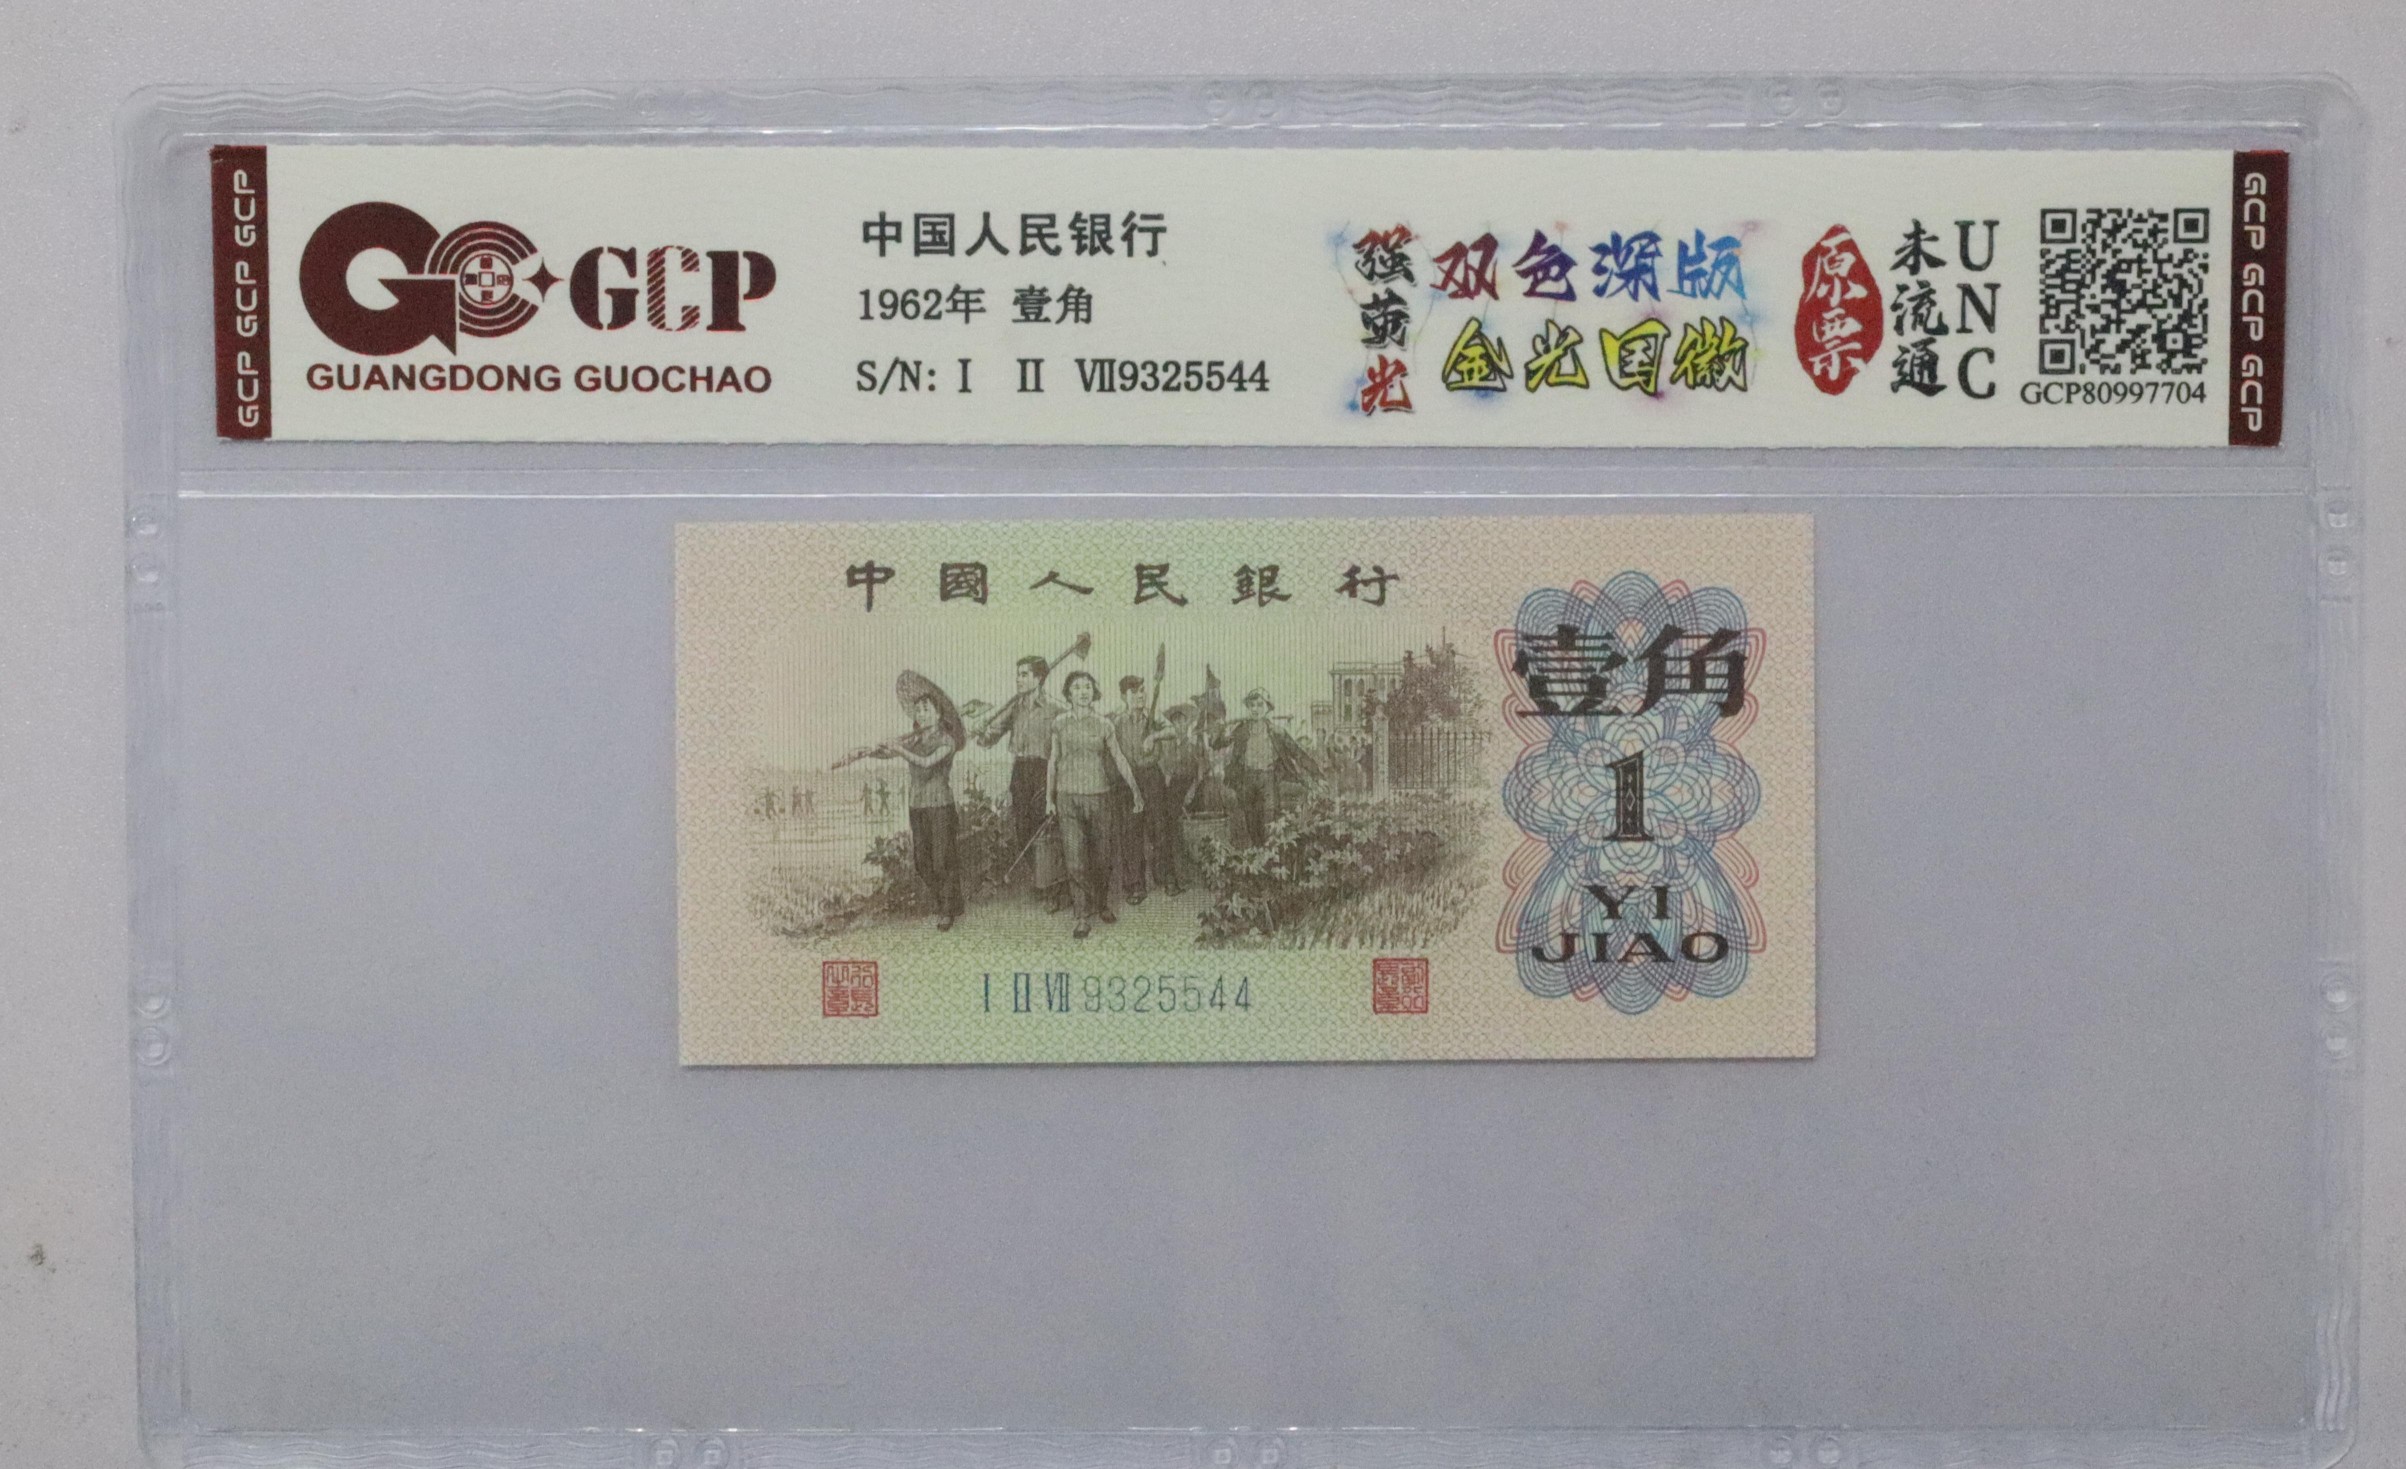 GCP GCP GCP
GCP
GUANGDONG GUOCHAO
中国人民银行
1962年 壹角
S/N: I II VII9325544
强荧光
双色深版
金光国徽
原票
未流通
UNC
GCP80997704
GCP GCP GCP
中國人民銀行
壹角
1
YI
JIAO
I II VII 9325544